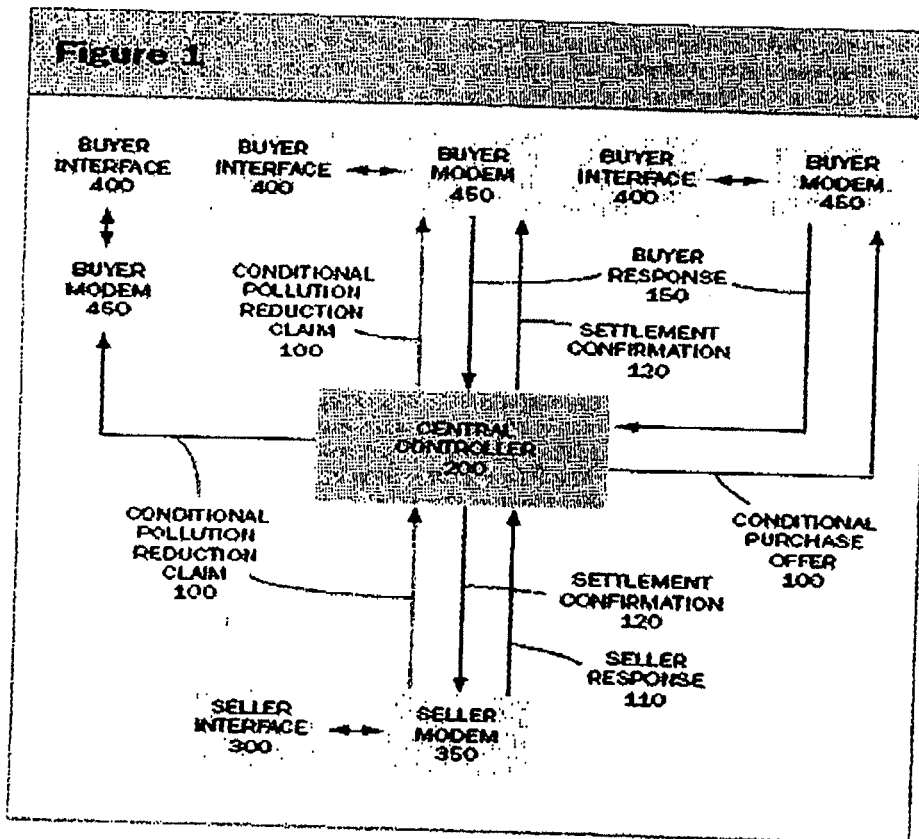 Figure 1
BUYER
INTERFACE
400
BUYER
INTERFACE
400
BUYER
MODEM
450
BUYER
INTERFACE
400
BUYER
MODEM
450
BUYER
MODEM
450
CONDITIONAL
POLLUTION
REDUCTION
CLAIM
100
BUYER
RESPONSE
150
SETTLEMENT
CONFIRMATION
120
CENTRAL
CONTROLLER
200
CONDITIONAL
POLLUTION
REDUCTION
CLAIM
100
CONDITIONAL
PURCHASE
OFFER
100
SETTLEMENT
CONFIRMATION
120
SELLER
RESPONSE
110
SELLER
INTERFACE
300
SELLER
MODEM
350